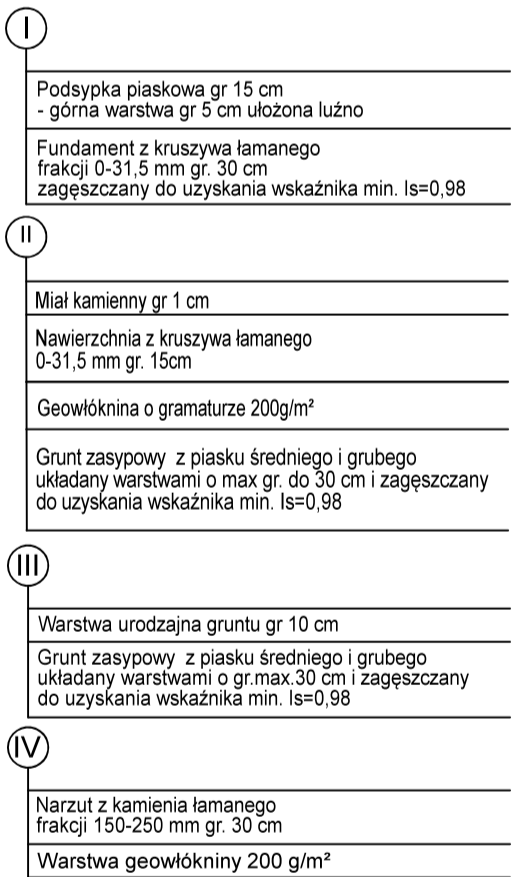 I
Podsypka piaskowa gr 15 cm
- górna warstwa gr 5 cm ułożona luźno
Fundament z kruszywa łamanego
frakcji 0-31,5 mm gr. 30 cm
zagęszczany do uzyskania wskaźnika min. Is=0,98
II
Miał kamienny gr 1 cm
Nawierzchnia z kruszywa łamanego
0-31,5 mm gr. 15cm
Geowłóknina o gramaturze 200g/m²
Grunt zasypowy z piasku średniego i grubego
układany warstwami o max gr. do 30 cm i zagęszczany
do uzyskania wskaźnika min. Is=0,98
III
Warstwa urodzajna gruntu gr 10 cm
Grunt zasypowy z piasku średniego i grubego
układany warstwami o gr.max.30 cm i zagęszczany
do uzyskania wskaźnika min. Is=0,98
IV
Narzut z kamienia łamanego
frakcji 150-250 mm gr. 30 cm
Warstwa geowłókniny 200 g/m²